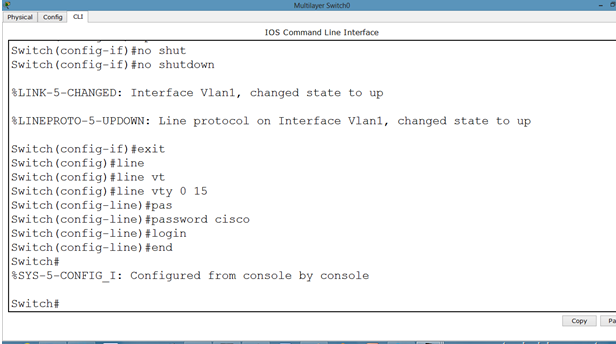 Multilayer Switch0
Physical Config CLI
IOS Command Line Interface
Switch(config-if)#no shut
Switch(config-if)#no shutdown
%LINK-5-CHANGED: Interface Vlan1, changed state to up
%LINEPROTO-5-UPDOWN: Line protocol on Interface Vlan1, changed state to up
Switch(config-if)#exit
Switch(config)#line
Switch(config)#line vt
Switch(config)#line vty 0 15
Switch(config-line)#pas
Switch(config-line)#password cisco
Switch(config-line)#login
Switch(config-line)#end
Switch#
%SYS-5-CONFIG_I: Configured from console by console
Switch#
Copy Pa